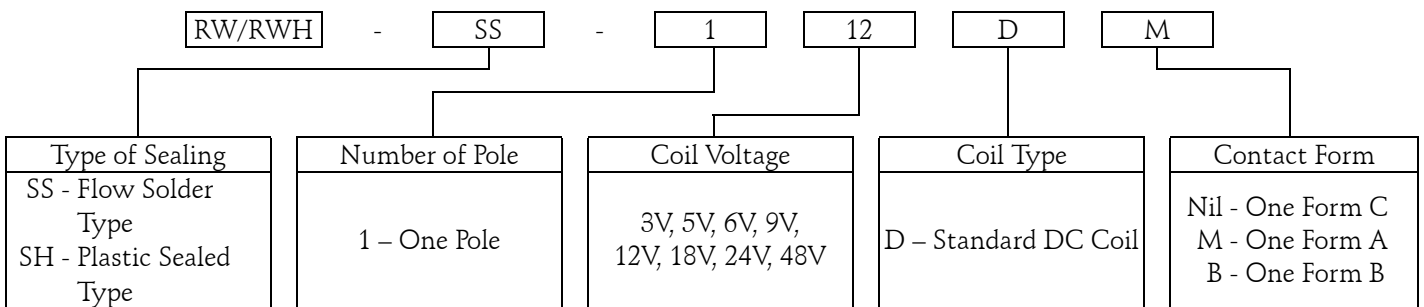 RW/RWH - SS - 1 12 D M
Type of Sealing
SS - Flow Solder
Type
SH - Plastic Sealed
Type
Number of Pole
1 – One Pole
Coil Voltage
3V, 5V, 6V, 9V,
12V, 18V, 24V, 48V
Coil Type
D – Standard DC Coil
Contact Form
Nil - One Form C
M - One Form A
B - One Form B